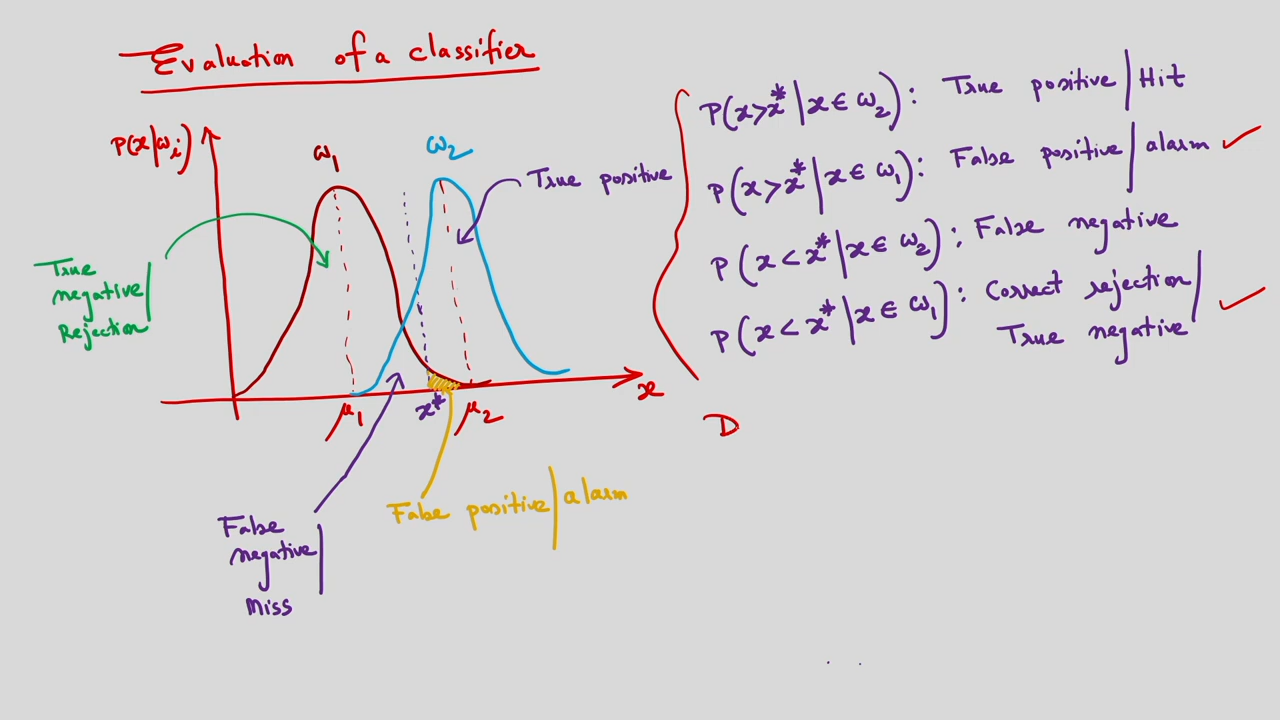 Evaluation of a classifier
P(x|ωi)
ω1
ω2
True positive
True
negative
Rejection
x
μ1
x*
μ2
False positive | alarm
False
negative
Miss
P(x>x*|x∈ω2): True positive | Hit
P(x>x*|x∈ω1): False positive | alarm ✓
P(x<x*|x∈ω2): False negative
P(x<x*|x∈ω1): Correct rejection | ✓
True negative
D